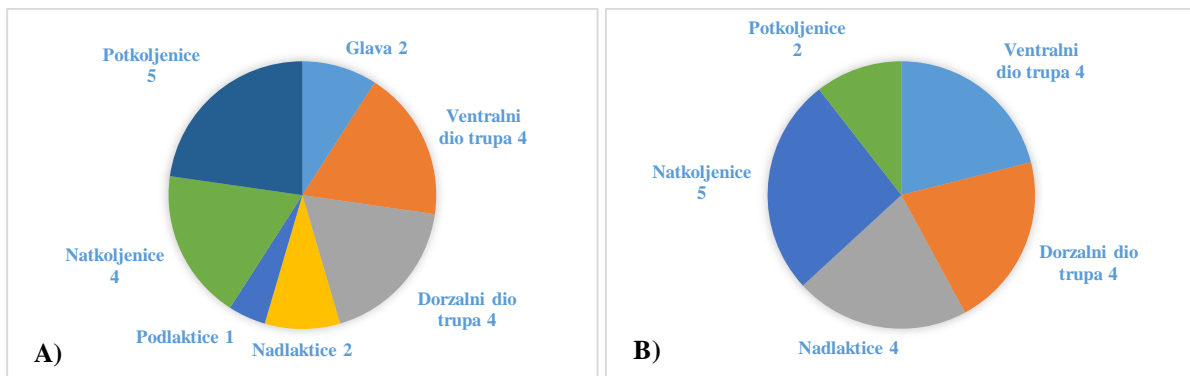 Potkoljenice
5
Glava 2
Ventralni
dio trupa 4
Natkoljenice
4
Dorzalni dio
trupa 4
Podlaktice 1
Nadlaktice 2
A)
Potkoljenice
2
Ventralni
dio trupa 4
Natkoljenice
5
Dorzalni dio
trupa 4
Nadlaktice 4
B)